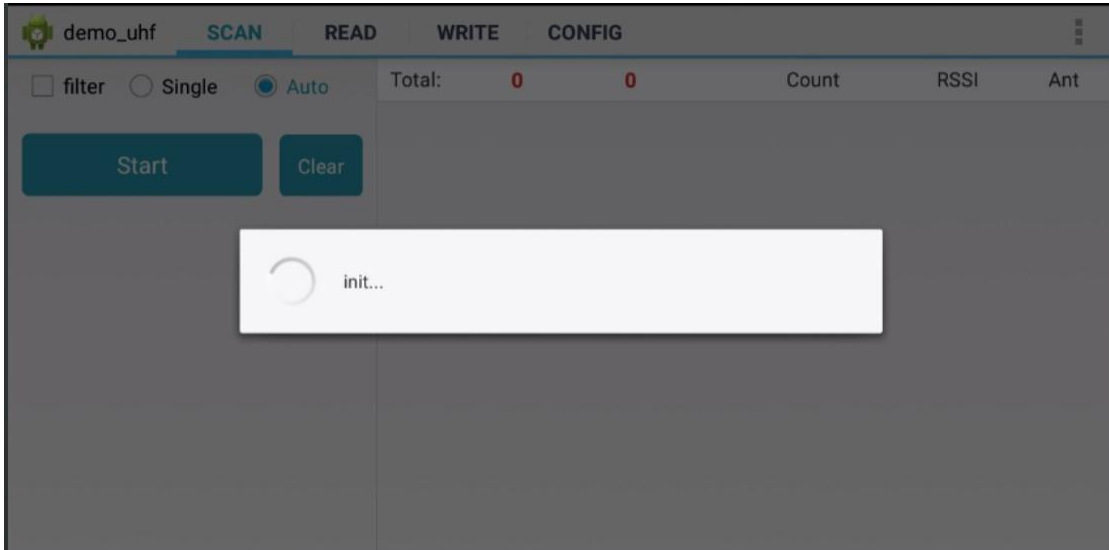 demo_uhf SCAN READ WRITE CONFIG
filter Single Auto Total: 0 0 Count RSSI Ant
Start Clear
init...